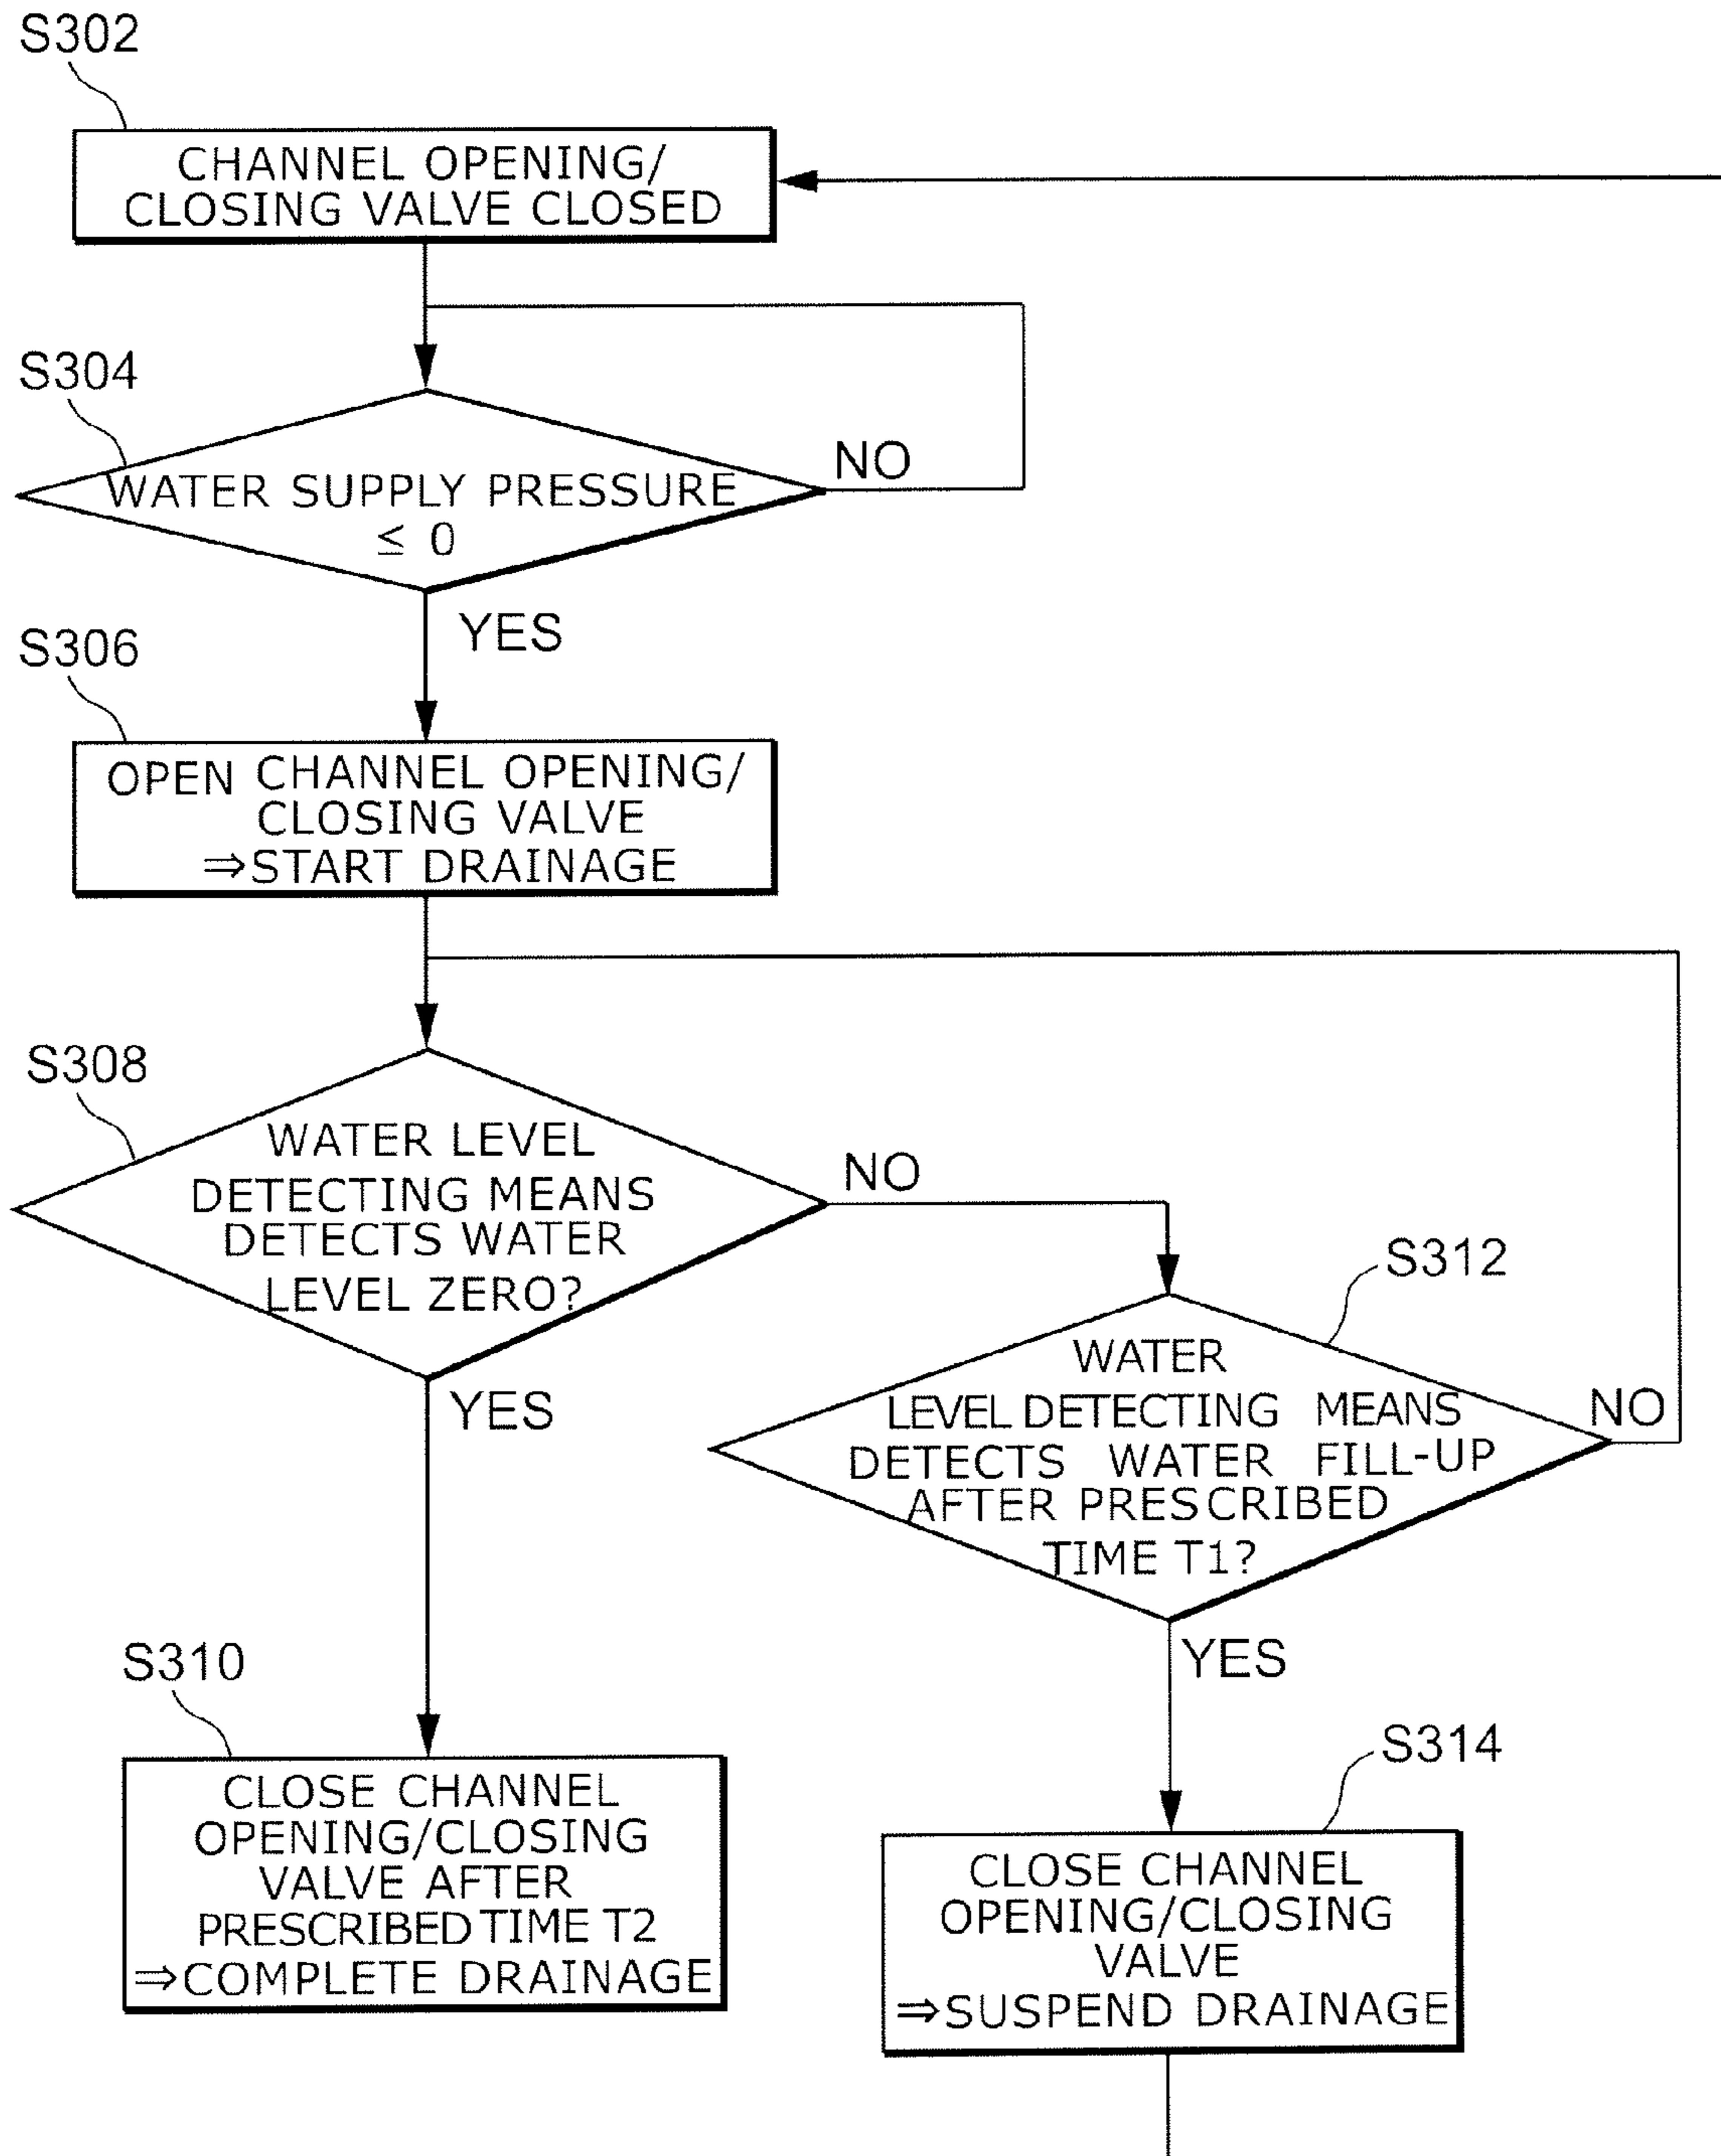 S302
CHANNEL OPENING/
CLOSING VALVE CLOSED
S304
WATER SUPPLY PRESSURE
≤ 0
NO
YES
S306
OPEN CHANNEL OPENING/
CLOSING VALVE
⇒START DRAINAGE
S308
WATER LEVEL
DETECTING MEANS
DETECTS WATER
LEVEL ZERO?
NO
YES
S312
WATER
LEVEL DETECTING MEANS
DETECTS WATER FILL-UP
AFTER PRESCRIBED
TIME T1?
NO
YES
S310
CLOSE CHANNEL
OPENING/CLOSING
VALVE AFTER
PRESCRIBED TIME T2
⇒COMPLETE DRAINAGE
S314
CLOSE CHANNEL
OPENING/CLOSING
VALVE
⇒SUSPEND DRAINAGE